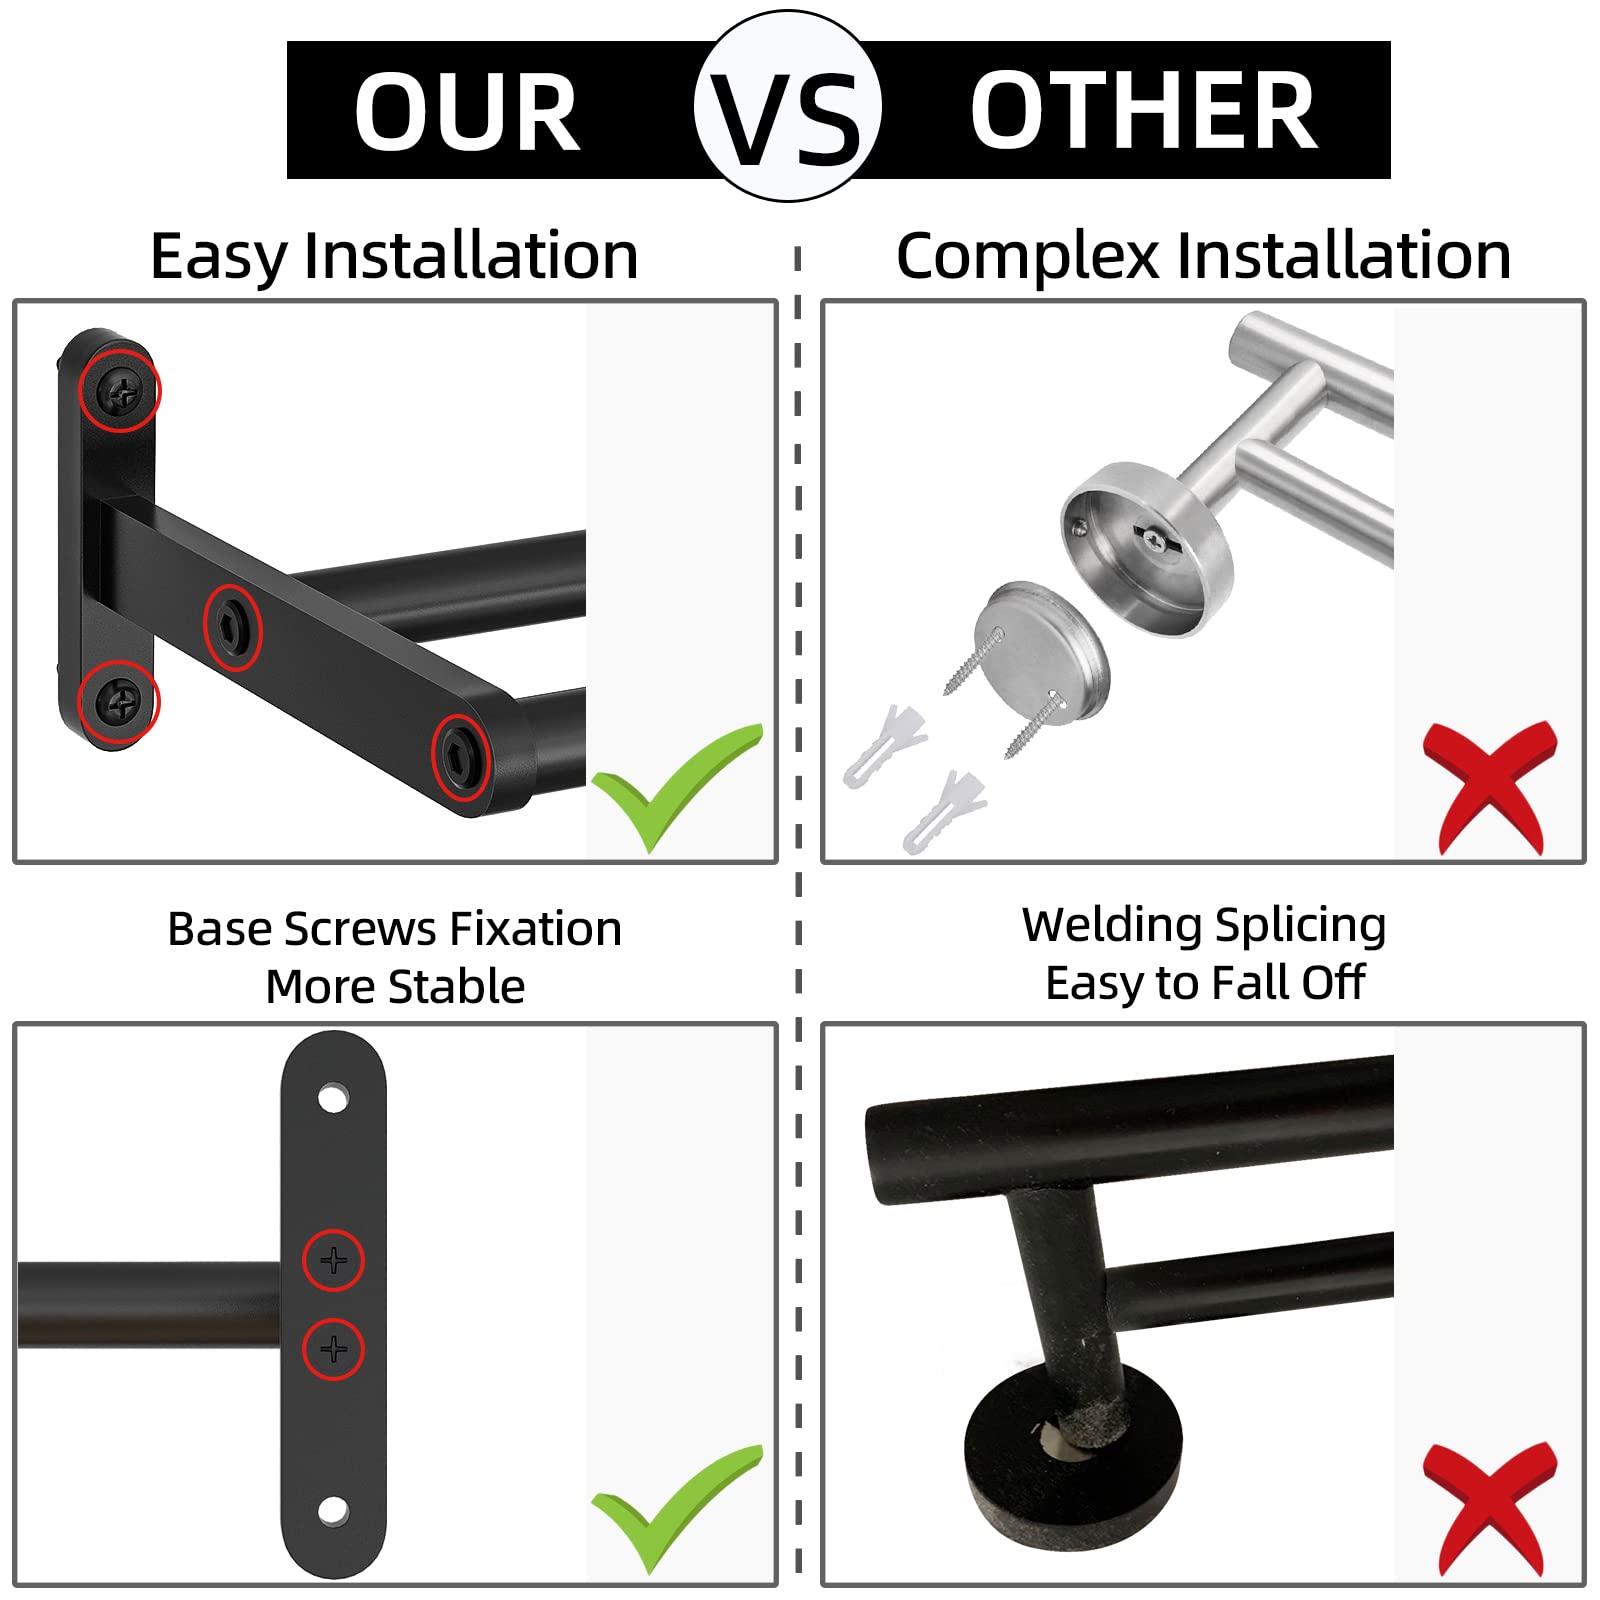 OUR VS OTHER
Easy Installation
Complex Installation
Base Screws Fixation
More Stable
Welding Splicing
Easy to Fall Off